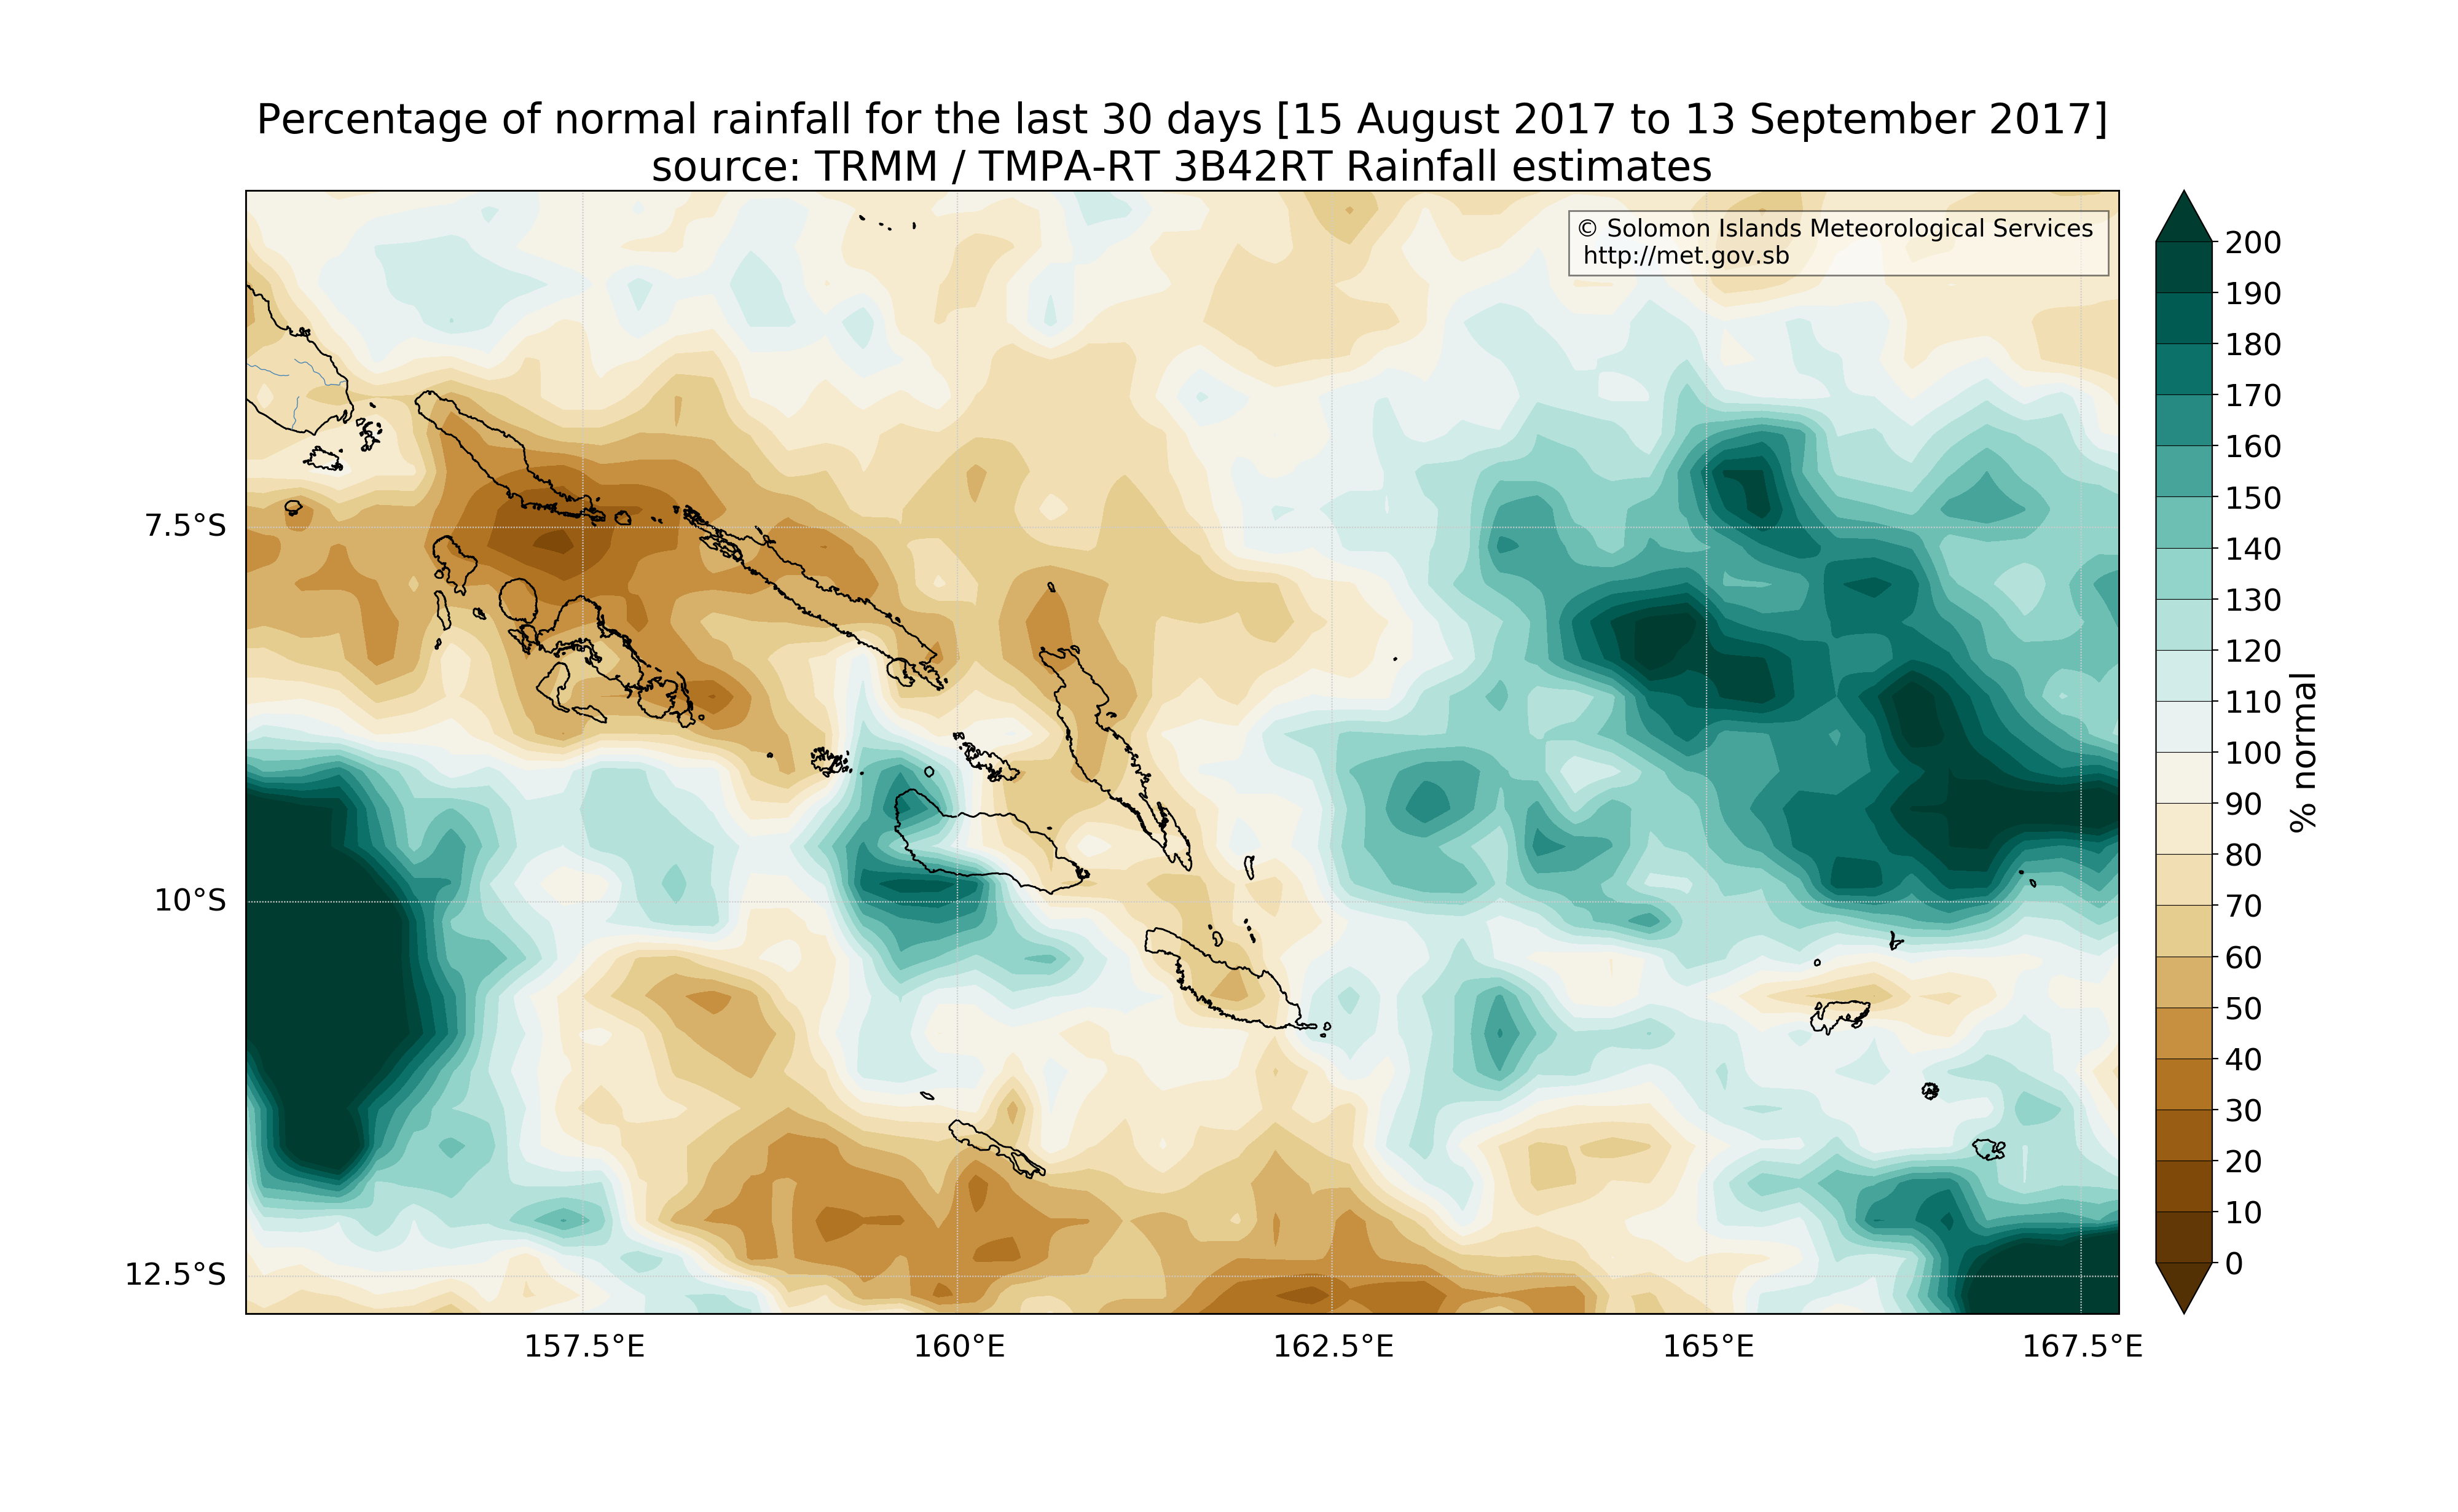 Percentage of normal rainfall for the last 30 days [15 August 2017 to 13 September 2017]
source: TRMM / TMPA-RT 3B42RT Rainfall estimates
© Solomon Islands Meteorological Services
http://met.gov.sb
7.5°S
10°S
12.5°S
157.5°E
160°E
162.5°E
165°E
167.5°E
200
190
180
170
160
150
140
130
120
110
100
90
80
70
60
50
40
30
20
10
0
% normal